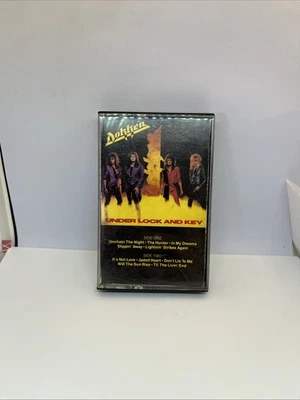 Dokken
UNDER LOCK AND KEY
SIDE ONE
Unchain The Night • The Hunter • In My Dreams
Slippin' Away • Lightnin' Strikes Again
SIDE TWO
It's Not Love • Jaded Heart • Don't Lie To Me
Will The Sun Rise • Til The Livin' End